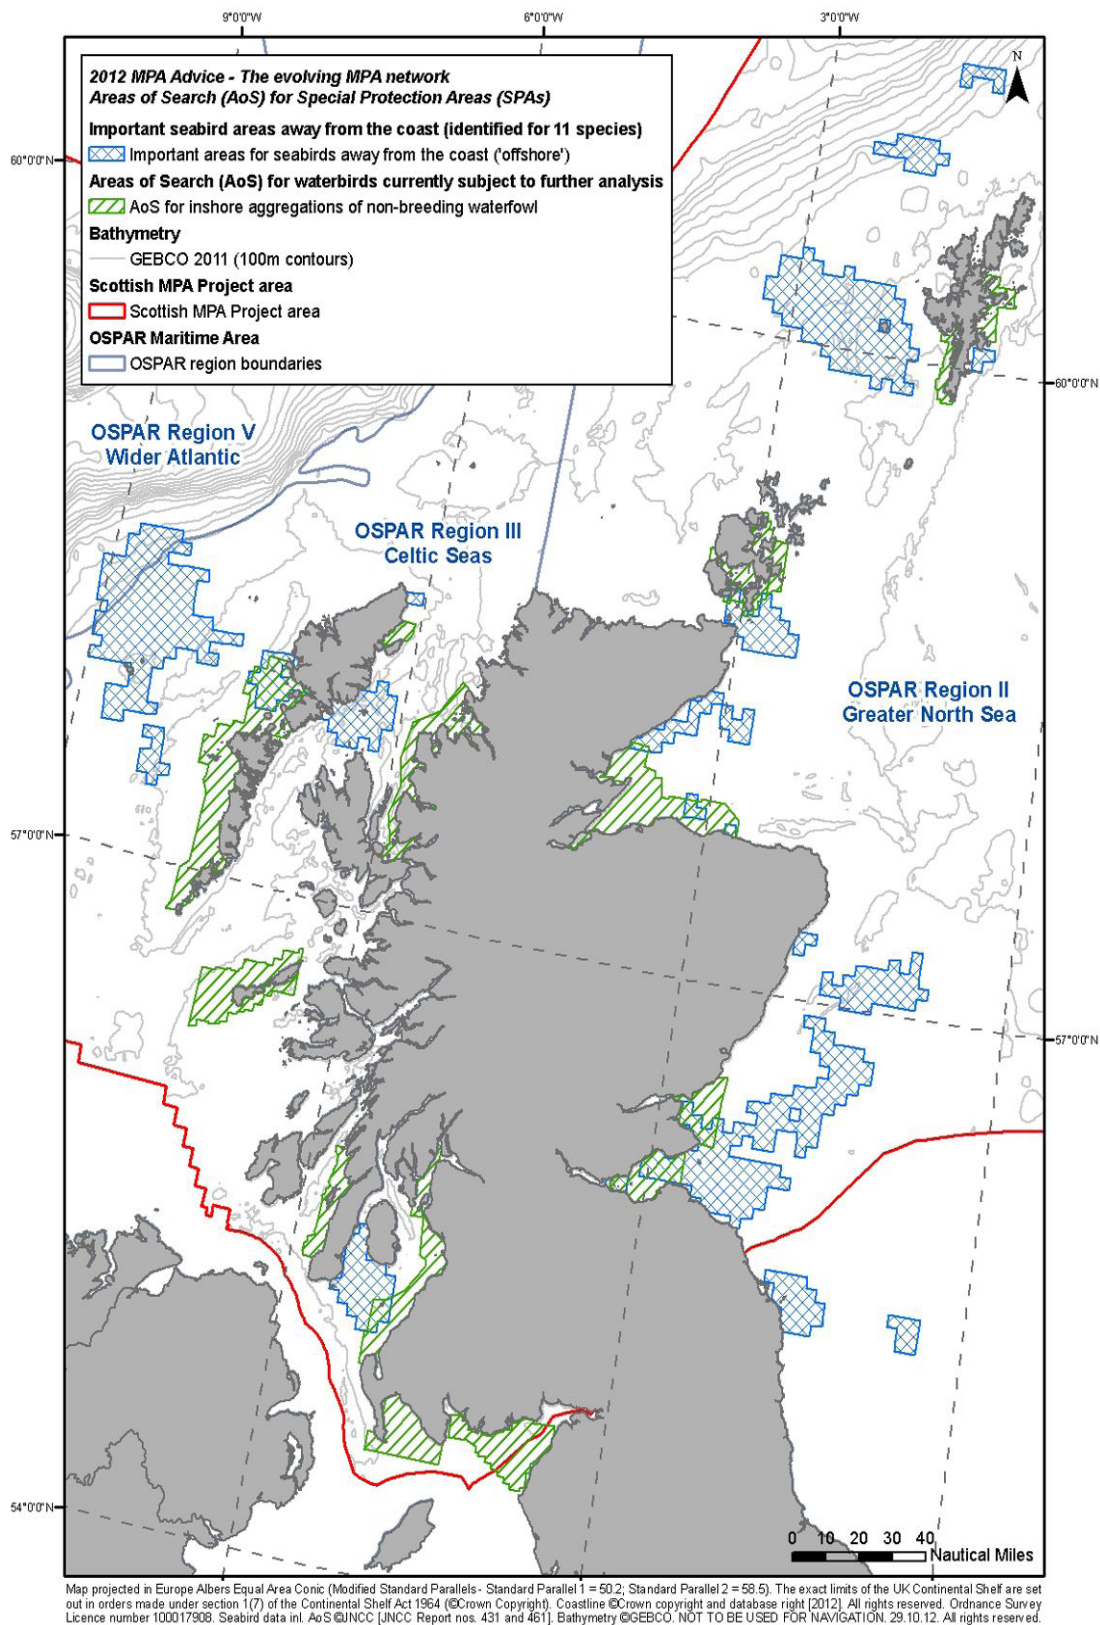 9°0'0"W 6°0'0"W 3°0'0"W
2012 MPA Advice - The evolving MPA network
Areas of Search (AoS) for Special Protection Areas (SPAs)
Important seabird areas away from the coast (identified for 11 species)
Important areas for seabirds away from the coast ('offshore')
Areas of Search (AoS) for waterbirds currently subject to further analysis
AoS for inshore aggregations of non-breeding waterfowl
Bathymetry
GEBCO 2011 (100m contours)
Scottish MPA Project area
Scottish MPA Project area
OSPAR Maritime Area
OSPAR region boundaries
N
60°0'0"N
60°0'0"N
OSPAR Region V
Wider Atlantic
OSPAR Region III
Celtic Seas
OSPAR Region II
Greater North Sea
57°0'0"N
57°0'0"N
54°0'0"N
0 10 20 30 40
Nautical Miles
Map projected in Europe Albers Equal Area Conic (Modified Standard Parallels - Standard Parallel 1 = 50.2; Standard Parallel 2 = 58.5). The exact limits of the UK Continental Shelf are set
out in orders made under section 1(7) of the Continental Shelf Act 1964 (©Crown Copyright). Coastline ©Crown copyright and database right [2012]. All rights reserved. Ordnance Survey
Licence number 100017908. Seabird data inl. AoS ©JNCC [JNCC Report nos. 431 and 461]. Bathymetry ©GEBCO. NOT TO BE USED FOR NAVIGATION. 29.10.12. All rights reserved.